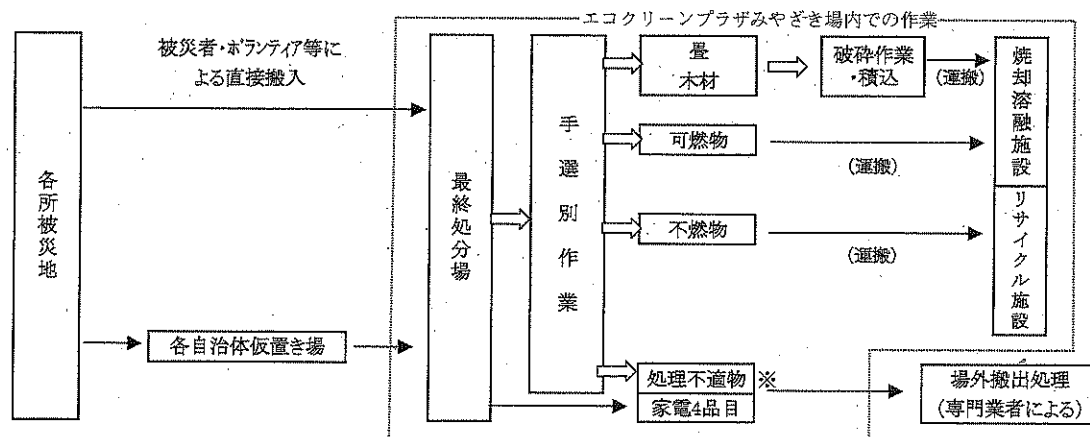 エコクリーンプラザみやざき場内での作業
各所被災地
被災者・ボランティア等に
よる直接搬入
各自治体仮置き場
最終処分場
手選別作業
畳
木材
破砕作業
・積込
(運搬)
可燃物
(運搬)
不燃物
(運搬)
焼却溶融施設
リサイクル施設
処理不適物※
家電4品目
場外搬出処理
(専門業者による)